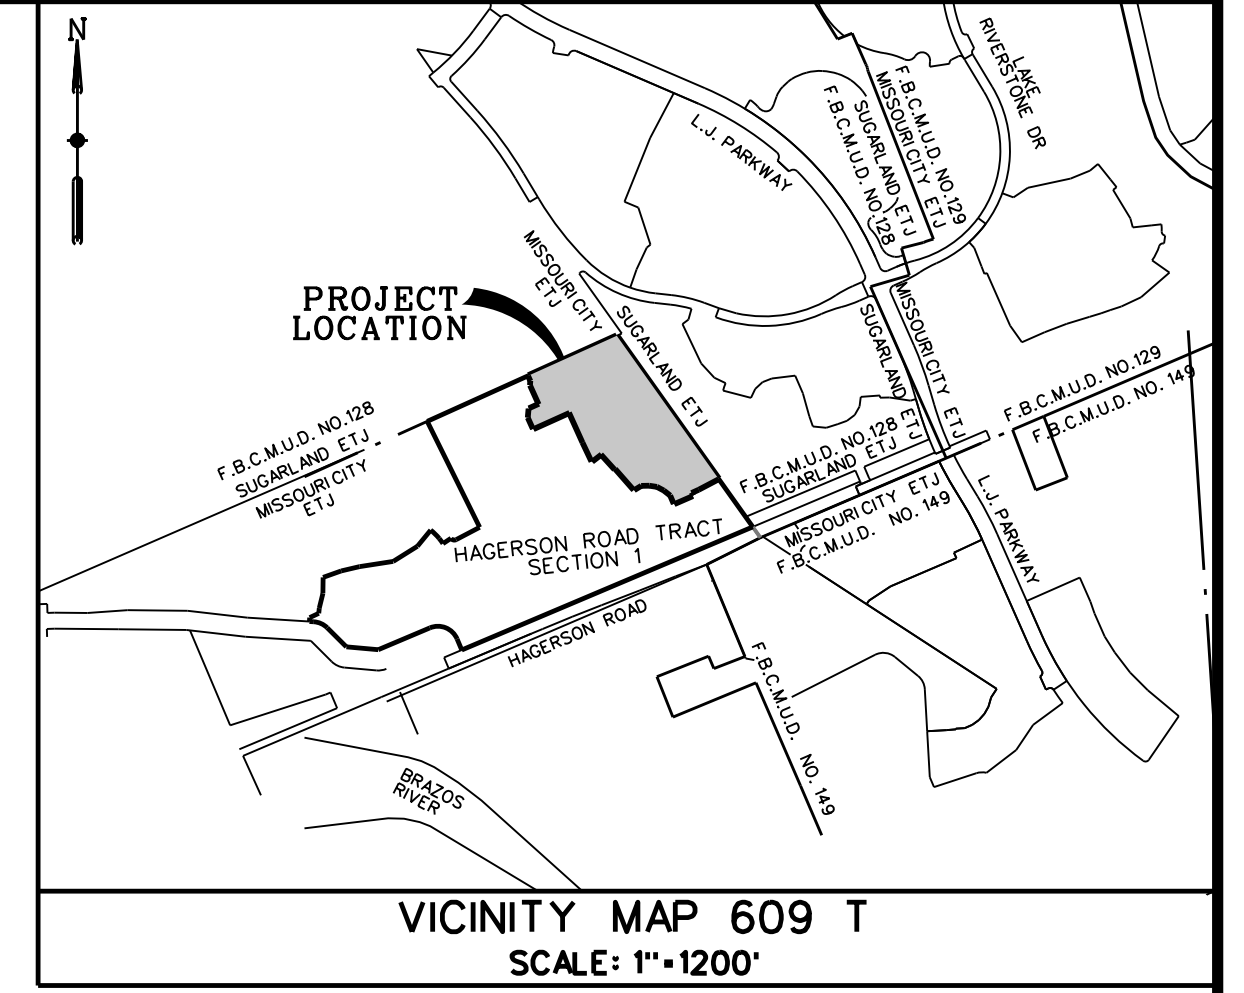 N
LAKE
RIVERSTONE DR
F.B.C.M.U.D. NO.129
MISSOURI CITY ETJ
SUGARLAND ETJ
F.B.C.M.U.D. NO.128
L.J. PARKWAY
MISSOURI CITY
ETJ
SUGARLAND ETJ
PROJECT
LOCATION
MISSOURI CITY ETJ
SUGARLAND ETJ
F.B.C.M.U.D. NO.129
F.B.C.M.U.D. NO. 149
F.B.C.M.U.D. NO.128
SUGARLAND ETJ
MISSOURI CITY
ETJ
F.B.C.M.U.D. NO.128
SUGARLAND ETJ
MISSOURI CITY ETJ
F.B.C.M.U.D. NO. 149
L.J. PARKWAY
HAGERSON ROAD TRACT
SECTION 1
HAGERSON ROAD
F.B.C.M.U.D. NO. 149
BRAZOS
RIVER
VICINITY MAP 609 T
SCALE: 1"=1200'